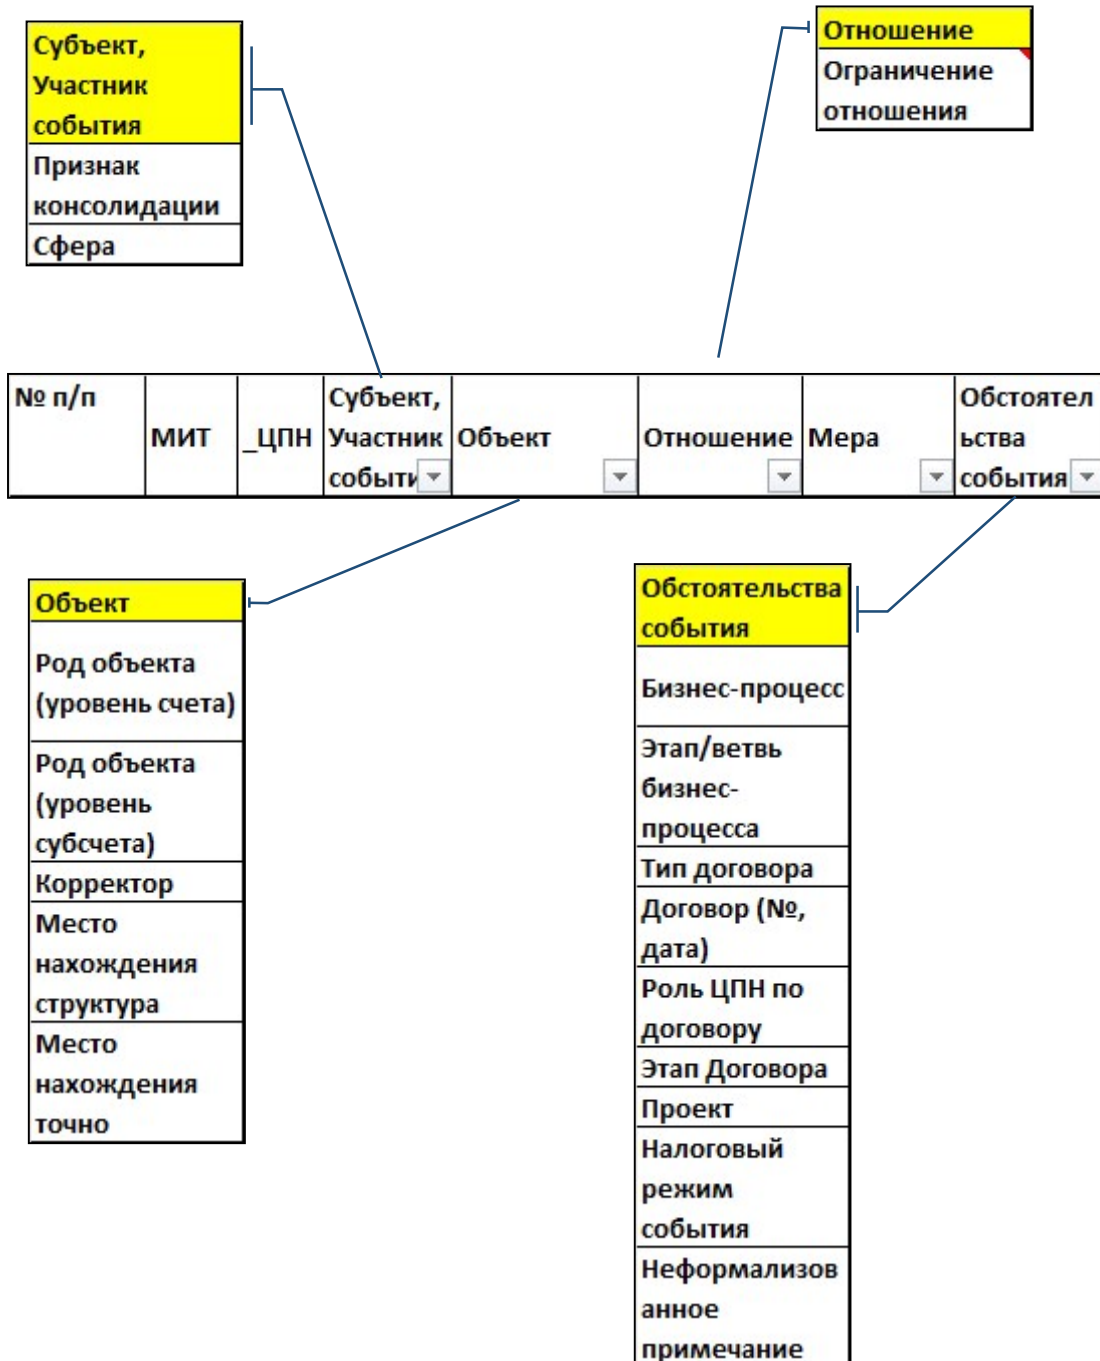 Субъект,
Участник
события
Признак
консолидации
Сфера
Отношение
Ограничение
отношения
№ п/п
МИТ
_ЦПН
Субъект,
Участник
событи
Объект
Отношение
Мера
Обстоятел
ьства
события
Объект
Род объекта
(уровень счета)
Род объекта
(уровень
субсчета)
Корректор
Место
нахождения
структура
Место
нахождения
точно
Обстоятельства
события
Бизнес-процесс
Этап/ветвь
бизнес-
процесса
Тип договора
Договор (№,
дата)
Роль ЦПН по
договору
Этап Договора
Проект
Налоговый
режим
события
Неформализов
анное
примечание